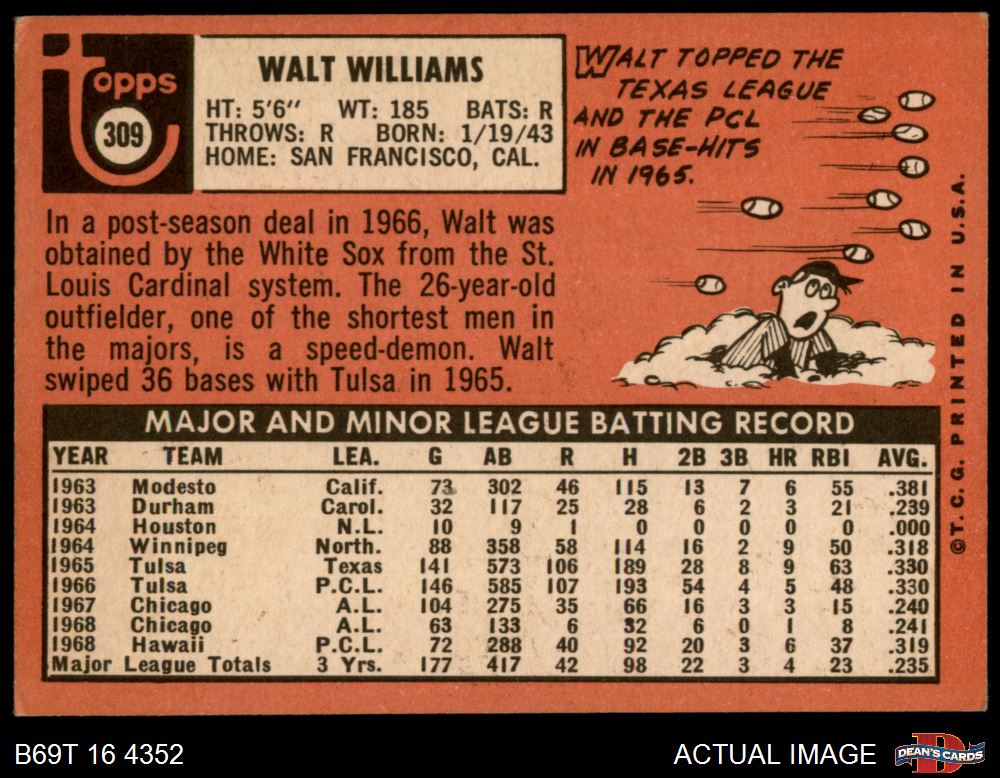 topps
309
WALT WILLIAMS
HT: 5'6" WT: 185 BATS: R
THROWS: R BORN: 1/19/43
HOME: SAN FRANCISCO, CAL.
WALT TOPPED THE
TEXAS LEAGUE
AND THE PCL
IN BASE-HITS
IN 1965.
In a post-season deal in 1966, Walt was
obtained by the White Sox from the St.
Louis Cardinal system. The 26-year-old
outfielder, one of the shortest men in
the majors, is a speed-demon. Walt
swiped 36 bases with Tulsa in 1965.
MAJOR AND MINOR LEAGUE BATTING RECORD
YEAR TEAM LEA. G AB R H 2B 3B HR RBI AVG.
1963 Modesto Calif. 73 302 46 115 13 7 6 55 .381
1963 Durham Carol. 32 117 25 28 6 2 3 21 .239
1964 Houston N.L. 10 9 1 0 0 0 0 0 .000
1964 Winnipeg North. 88 358 58 114 16 2 9 50 .318
1965 Tulsa Texas 141 573 106 189 28 8 9 63 .330
1966 Tulsa P.C.L. 146 585 107 193 54 4 5 48 .330
1967 Chicago A.L. 104 275 35 66 16 3 3 15 .240
1968 Chicago A.L. 63 133 6 32 6 0 1 8 .241
1968 Hawaii P.C.L. 72 288 40 92 20 3 6 37 .319
Major League Totals 3 Yrs. 177 417 42 98 22 3 4 23 .235
©T.C.G. PRINTED IN U.S.A.
B69T 16 4352
ACTUAL IMAGE
DEAN'S CARDS